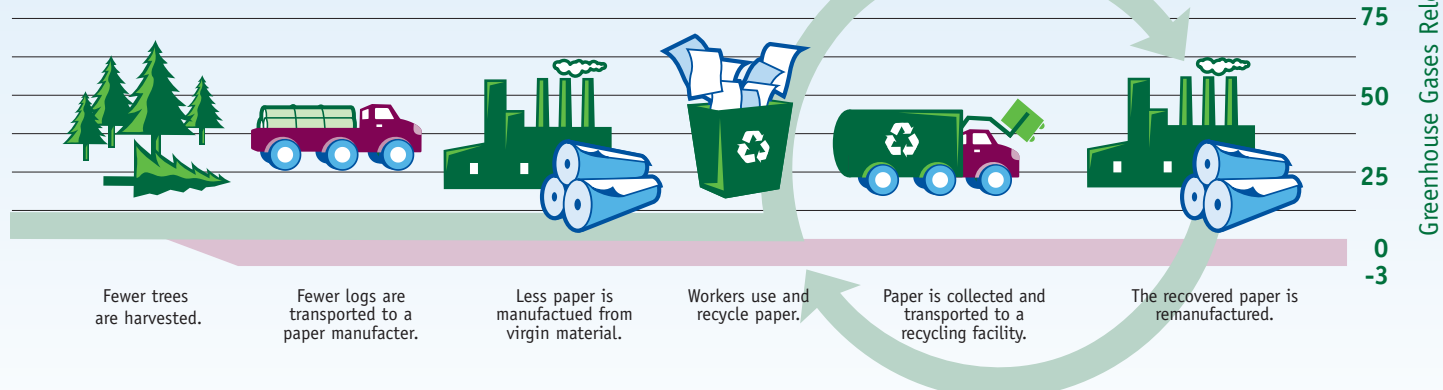 75
50
25
0
-3
Greenhouse Gases
Fewer trees
are harvested.
Fewer logs are
transported to a
paper manufacter.
Less paper is
manufactued from
virgin material.
Workers use and
recycle paper.
Paper is collected and
transported to a
recycling facility.
The recovered paper is
remanufactured.